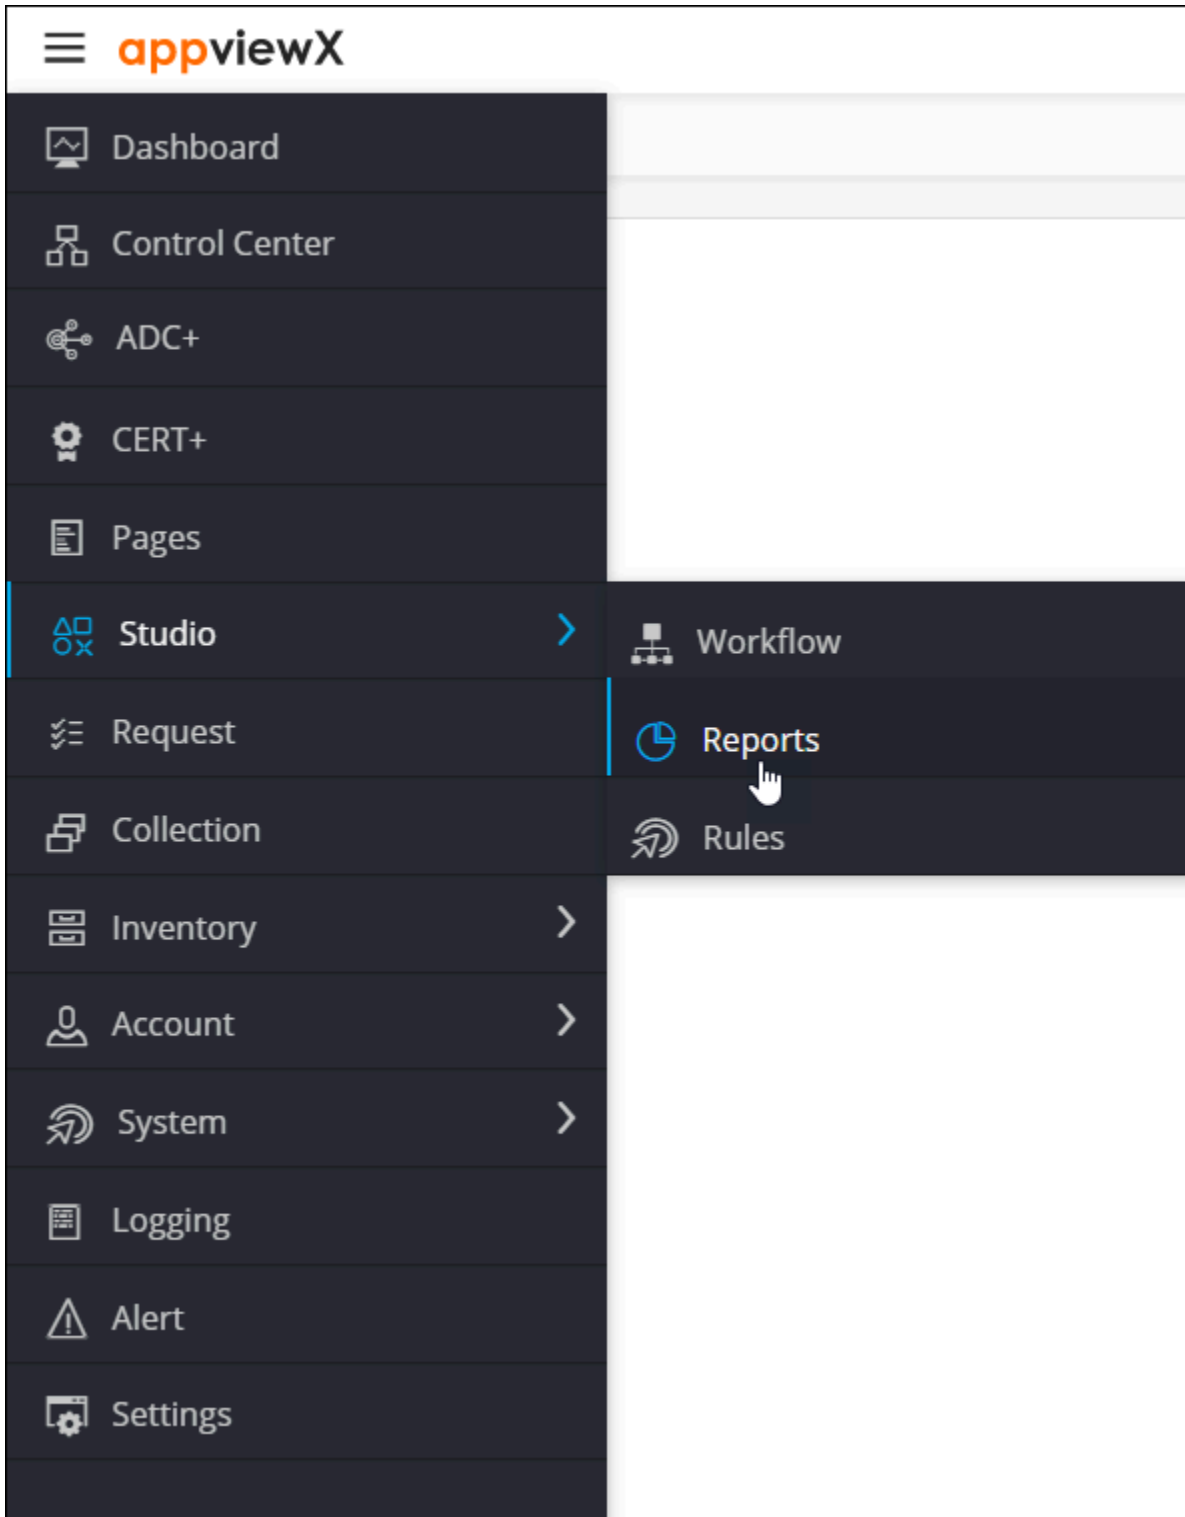 appviewX
Dashboard
Control Center
ADC+
CERT+
Pages
Studio
Workflow
Request
Reports
Collection
Rules
Inventory
Account
System
Logging
Alert
Settings